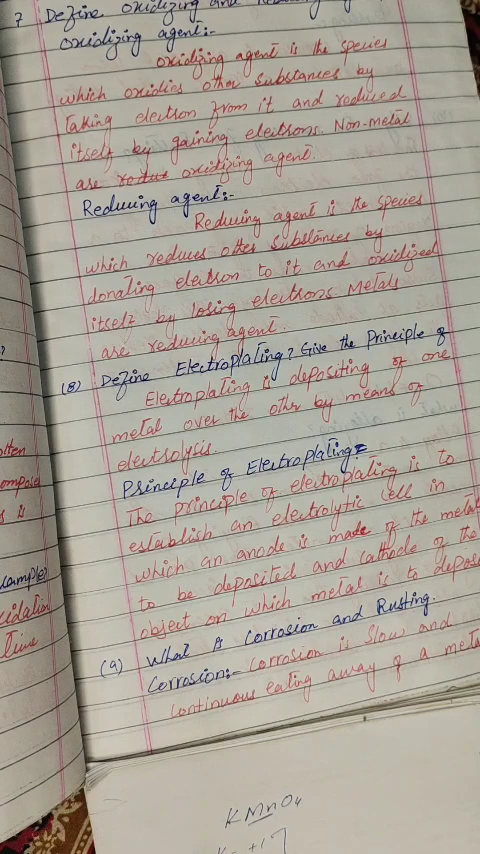 7 Define oxidizing and
oxidizing agent:-
oxidizing agent is the species
which oxidies other substances by
taking electron from it and reduced
itself by gaining electrons. Non-metal
are oxidizing agent.
Reducing agent:-
Reducing agent is the species
which reduces other substances by
donating electron to it and oxidized
itself by losing electrons Metals
are reducing agent.
(8) Define Electroplating? Give the Principle of
Electroplating is depositing of one
metal over the other by means of
electrolysis.
Principle of Electroplating:-
The principle of electroplating is to
establish an electrolytic cell in
which an anode is made of the metal
to be deposited and cathode of the
object on which metal is to depos
(9) What is Corrosion and Rusting.
Corrosion:- Corrosion is slow and
continuous eating away of a meta
KMnO4
+17